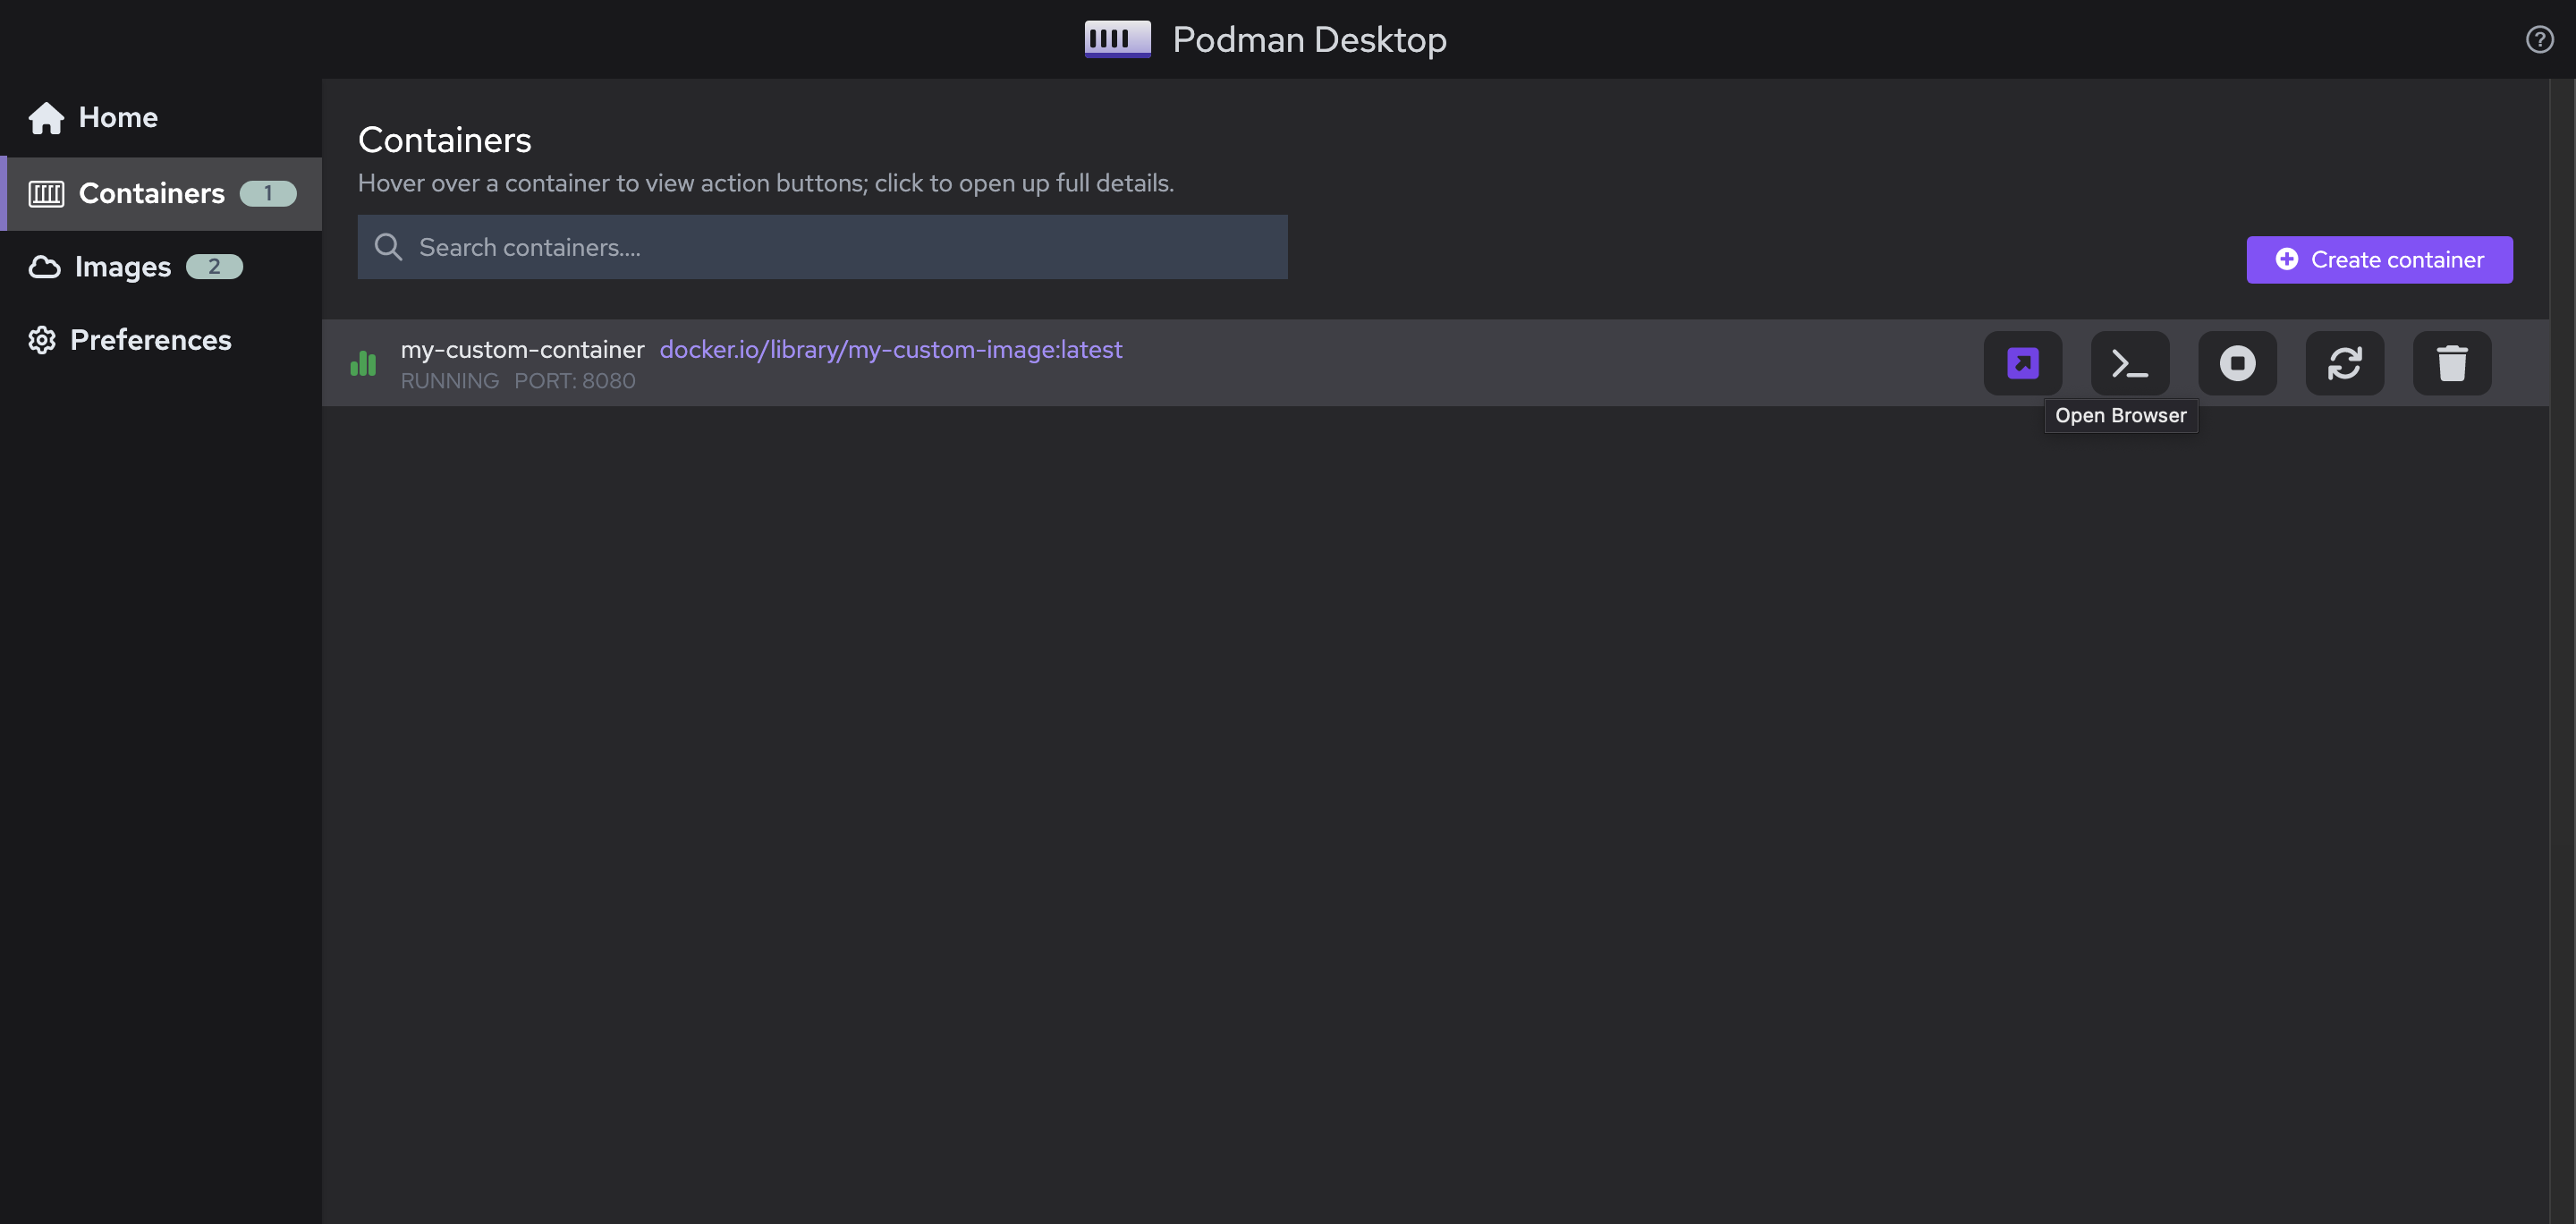 Podman Desktop
Home
Containers 1
Images 2
Preferences
Containers
Hover over a container to view action buttons; click to open up full details.
Search containers....
Create container
my-custom-container docker.io/library/my-custom-image:latest
RUNNING PORT: 8080
Open Browser